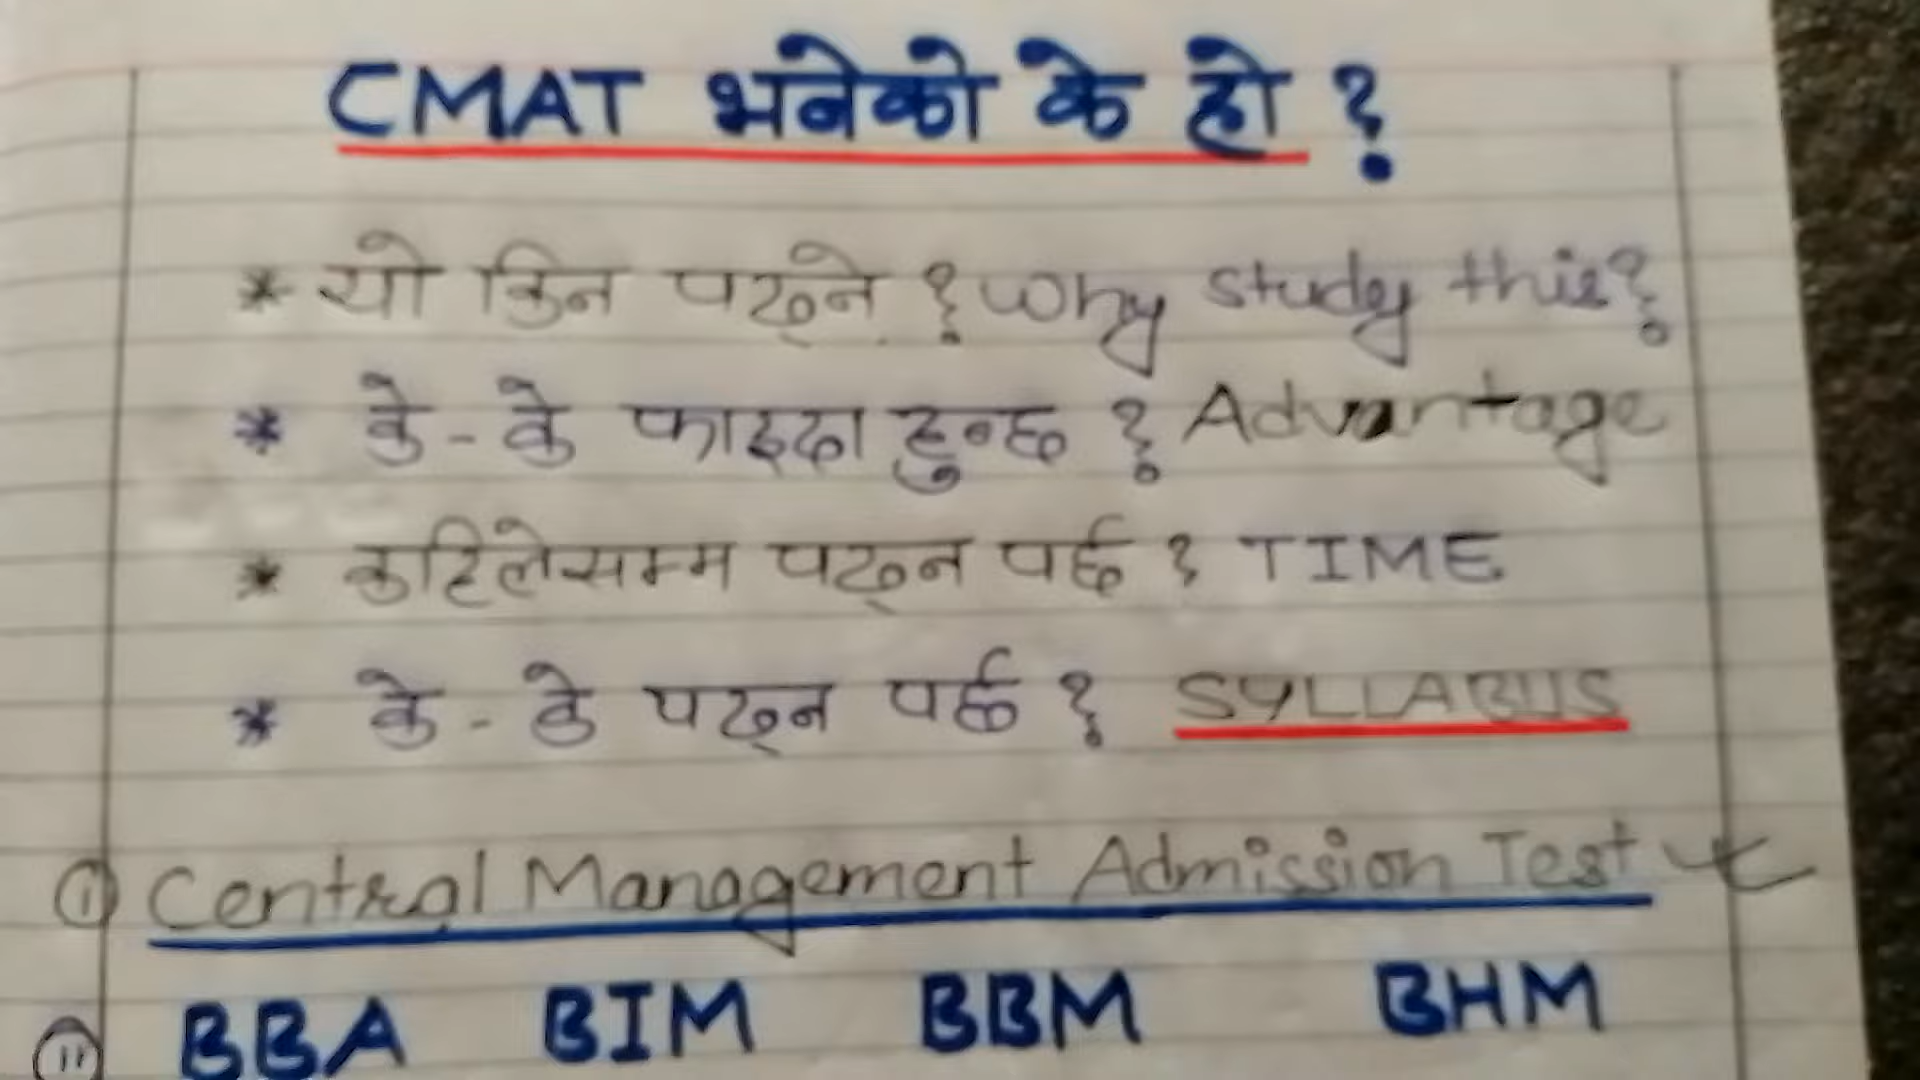 CMAT भनेको के हो ?
* यो किन पढ्ने ? Why study this?
* के - के फाइदा हुन्छ ? Advantage
* कहिलेसम्म पढ्न पर्छ ? TIME
* के - के पढ्न पर्छ ? SYLLABUS
(i) Central Management Admission Test
(ii) BBA BIM BBM BHM